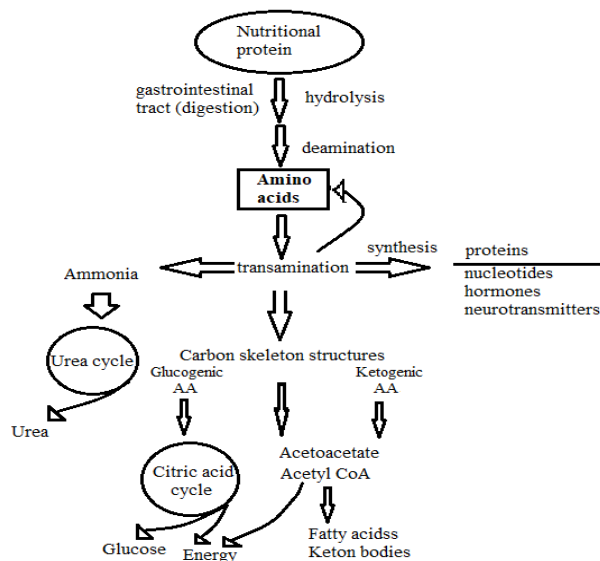 Nutritional
protein
gastrointestinal
tract (digestion)
hydrolysis
deamination
Amino
acids
synthesis
proteins
Ammonia
transamination
nucleotides
hormones
neurotransmitters
Urea cycle
Carbon skeleton structures
Glucogenic
AA
Ketogenic
AA
Urea
Acetoacetate
Acetyl CoA
Citric acid
cycle
Fatty acidss
Keton bodies
Glucose
Energy